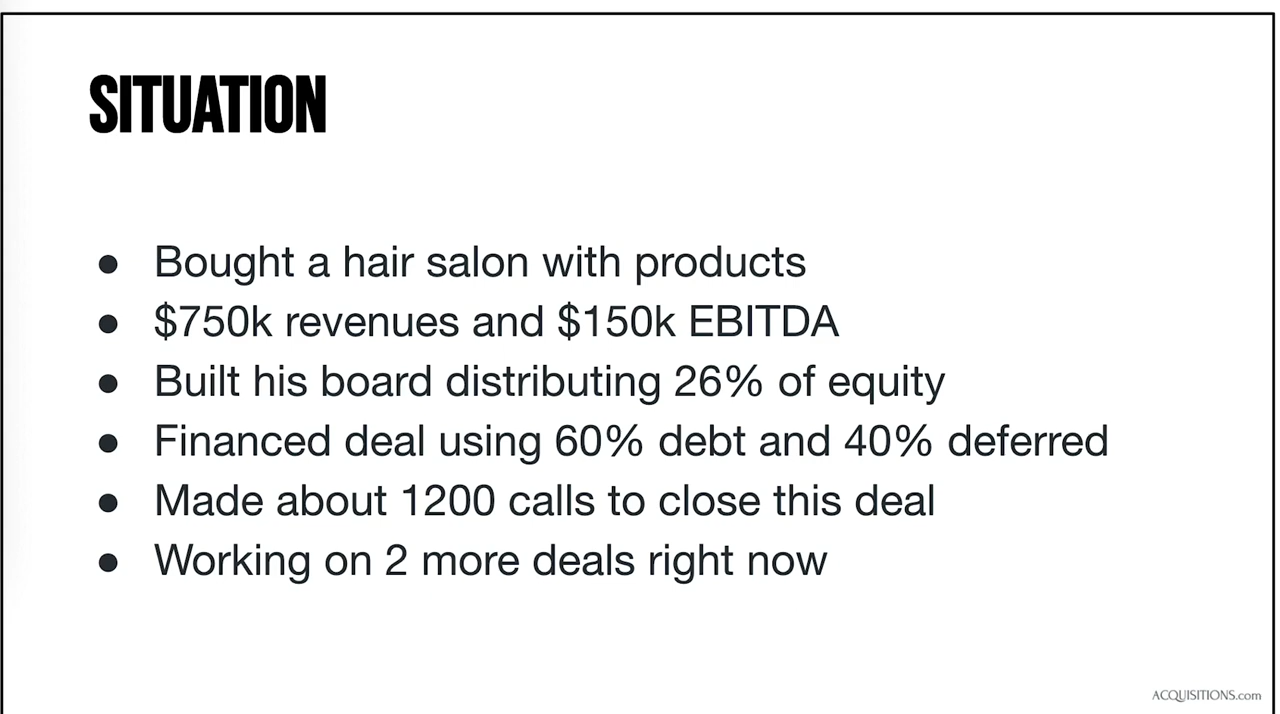 SITUATION
● Bought a hair salon with products
● $750k revenues and $150k EBITDA
● Built his board distributing 26% of equity
● Financed deal using 60% debt and 40% deferred
● Made about 1200 calls to close this deal
● Working on 2 more deals right now
ACQUISITIONS.com